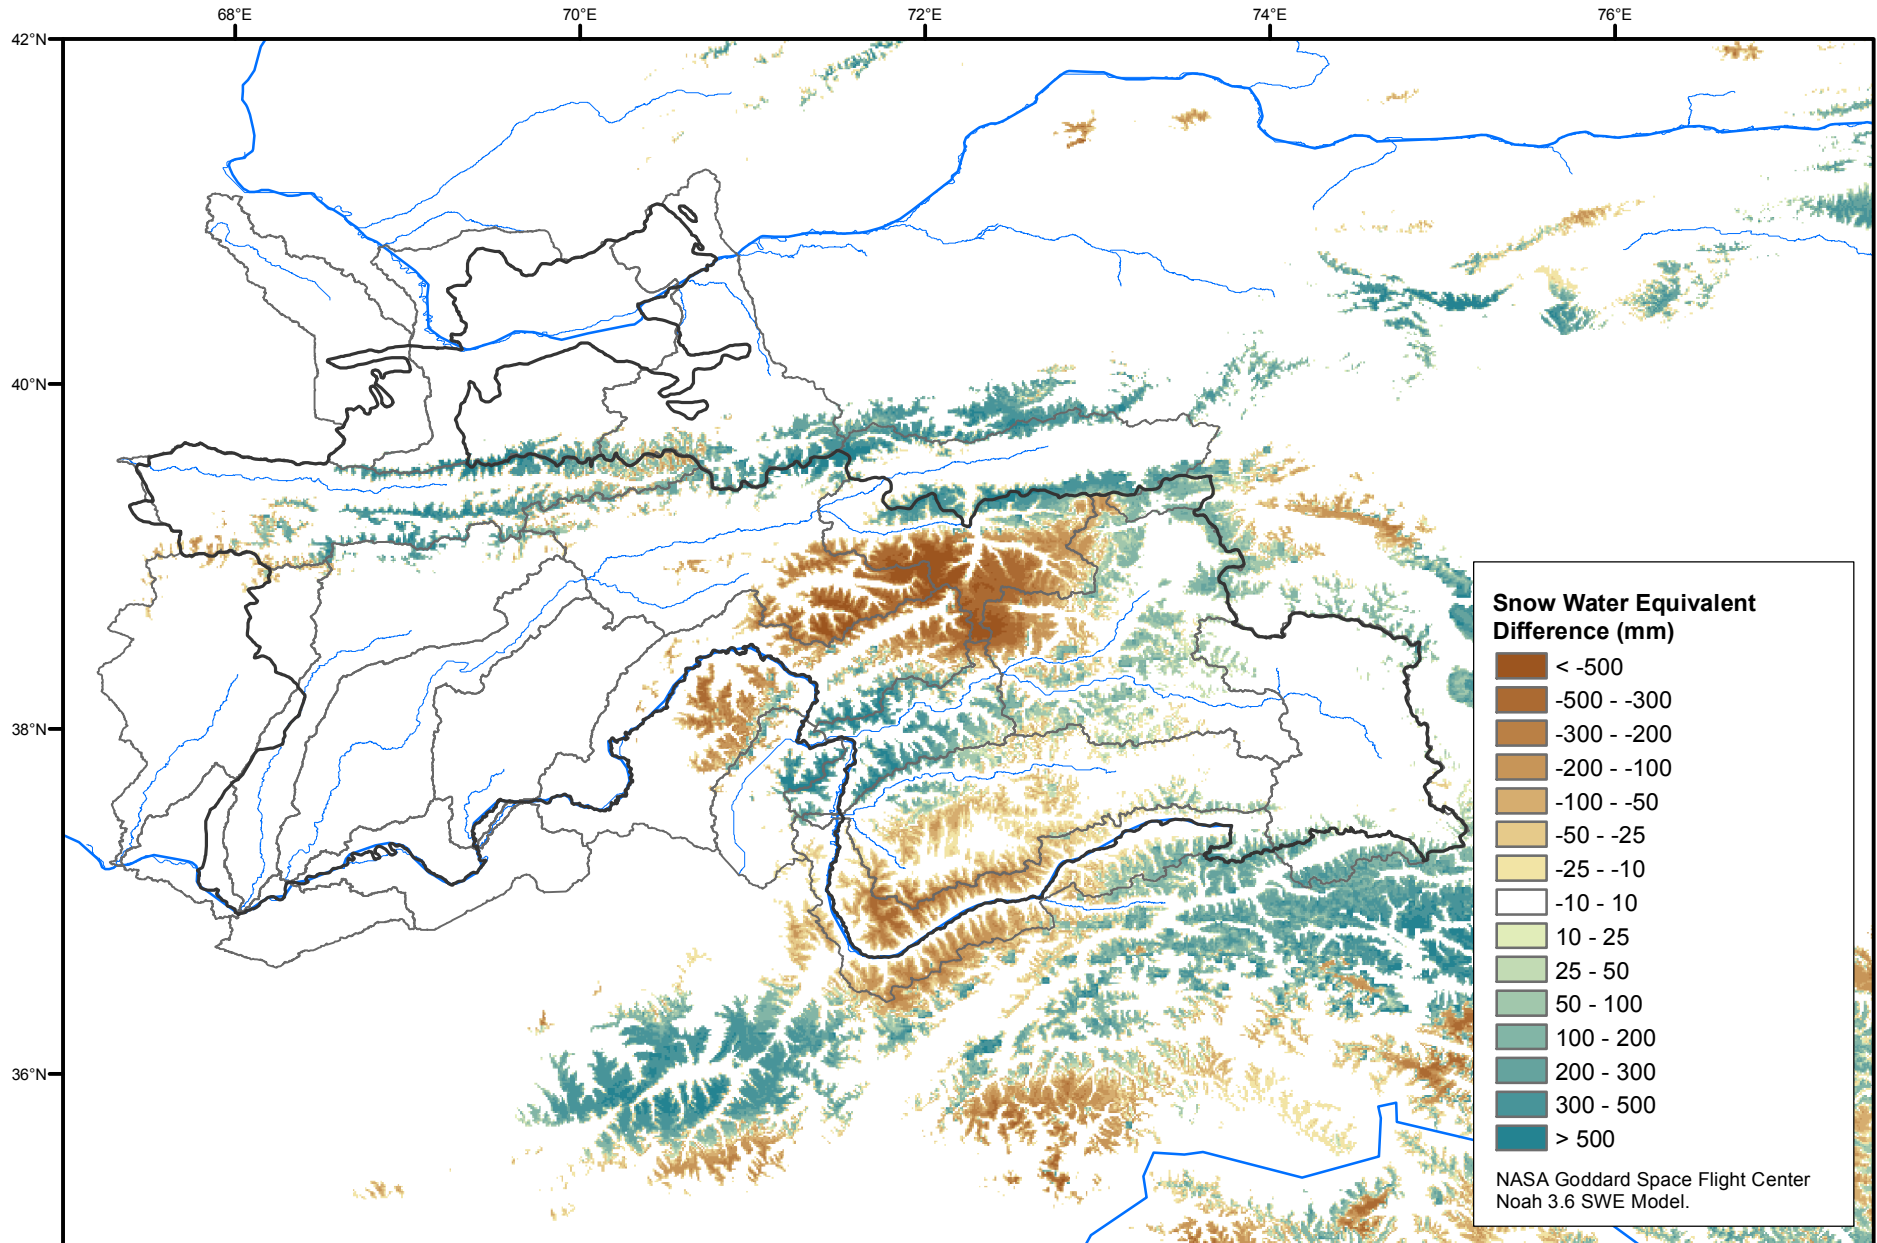 68°E 70°E 72°E 74°E 76°E
42°N
40°N
38°N
36°N
Snow Water Equivalent
Difference (mm)
< -500
-500 - -300
-300 - -200
-200 - -100
-100 - -50
-50 - -25
-25 - -10
-10 - 10
10 - 25
25 - 50
50 - 100
100 - 200
200 - 300
300 - 500
> 500
NASA Goddard Space Flight Center
Noah 3.6 SWE Model.